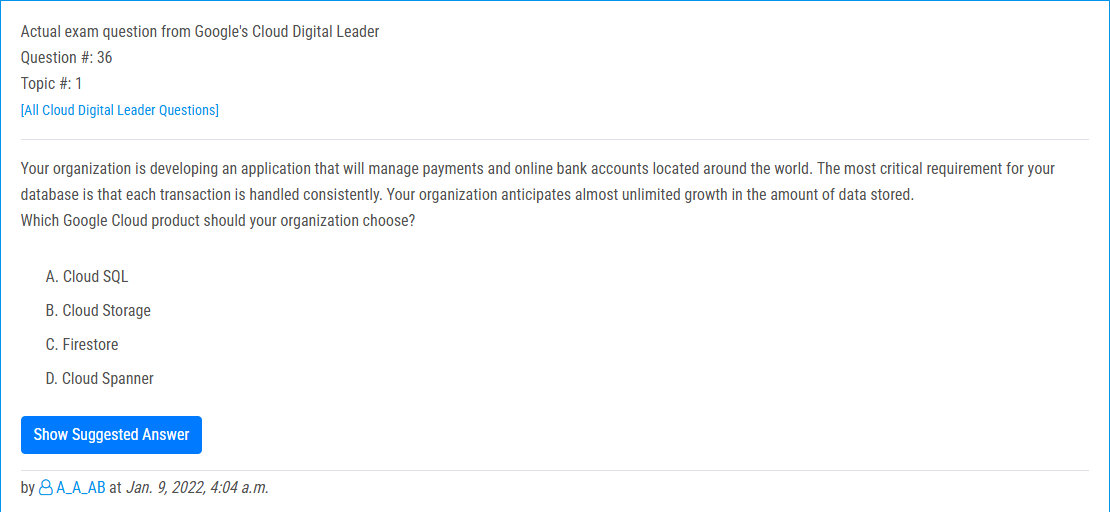 Actual exam question from Google's Cloud Digital Leader
Question #: 36
Topic #: 1
[All Cloud Digital Leader Questions]
Your organization is developing an application that will manage payments and online bank accounts located around the world. The most critical requirement for your
database is that each transaction is handled consistently. Your organization anticipates almost unlimited growth in the amount of data stored.
Which Google Cloud product should your organization choose?
A. Cloud SQL
B. Cloud Storage
C. Firestore
D. Cloud Spanner
Show Suggested Answer
by A_A_AB at Jan. 9, 2022, 4:04 a.m.